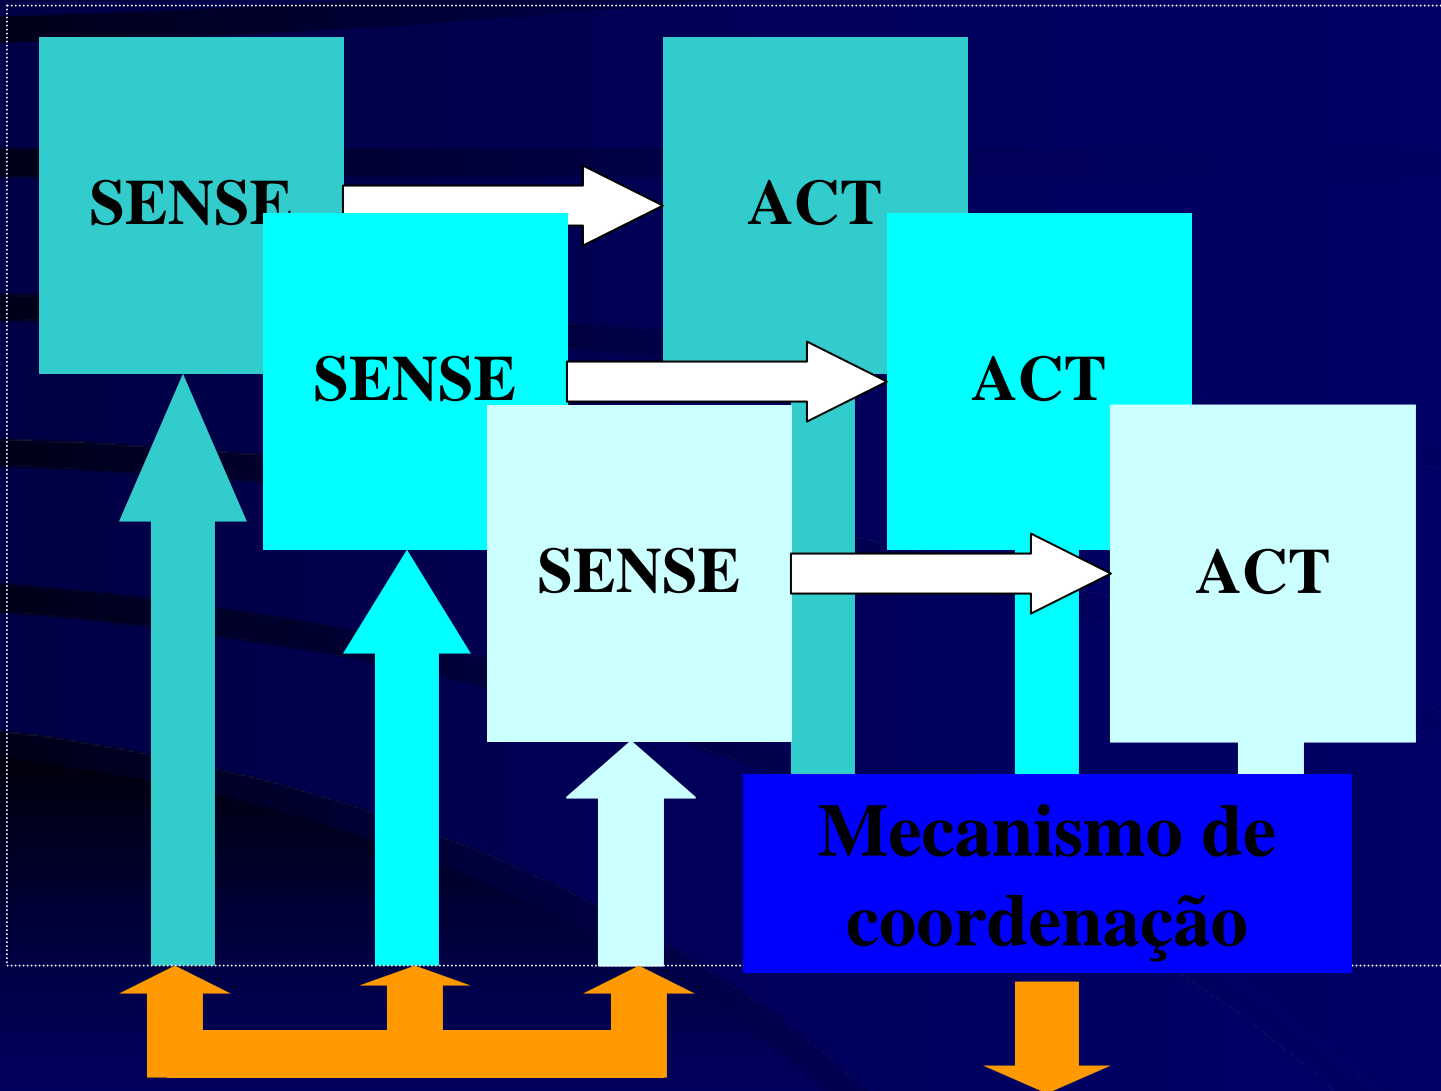 SENSE
ACT
SENSE
ACT
SENSE
ACT
Mecanismo de
coordenação